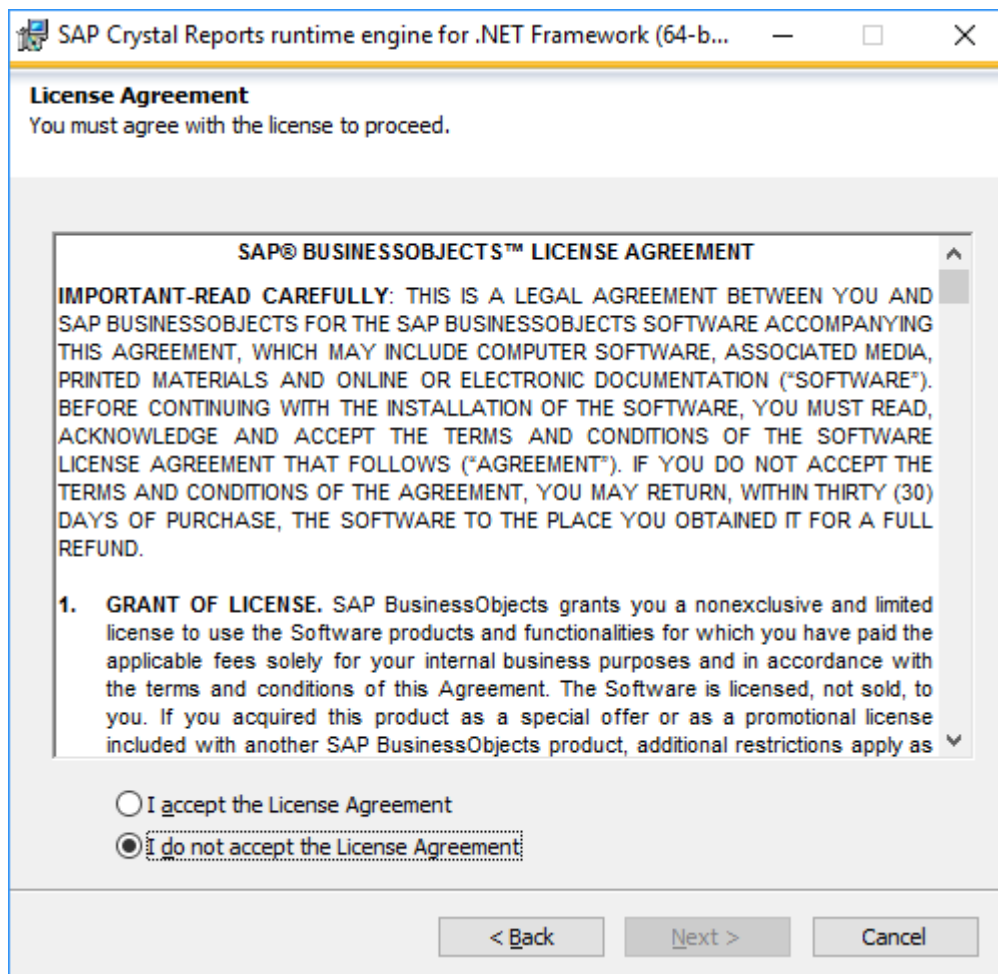 SAP Crystal Reports runtime engine for .NET Framework (64-b...
License Agreement
You must agree with the license to proceed.
SAP® BUSINESSOBJECTS™ LICENSE AGREEMENT
IMPORTANT-READ CAREFULLY: THIS IS A LEGAL AGREEMENT BETWEEN YOU AND
SAP BUSINESSOBJECTS FOR THE SAP BUSINESSOBJECTS SOFTWARE ACCOMPANYING
THIS AGREEMENT, WHICH MAY INCLUDE COMPUTER SOFTWARE, ASSOCIATED MEDIA,
PRINTED MATERIALS AND ONLINE OR ELECTRONIC DOCUMENTATION (“SOFTWARE”).
BEFORE CONTINUING WITH THE INSTALLATION OF THE SOFTWARE, YOU MUST READ,
ACKNOWLEDGE AND ACCEPT THE TERMS AND CONDITIONS OF THE SOFTWARE
LICENSE AGREEMENT THAT FOLLOWS (“AGREEMENT”). IF YOU DO NOT ACCEPT THE
TERMS AND CONDITIONS OF THE AGREEMENT, YOU MAY RETURN, WITHIN THIRTY (30)
DAYS OF PURCHASE, THE SOFTWARE TO THE PLACE YOU OBTAINED IT FOR A FULL
REFUND.
1. GRANT OF LICENSE. SAP BusinessObjects grants you a nonexclusive and limited
license to use the Software products and functionalities for which you have paid the
applicable fees solely for your internal business purposes and in accordance with
the terms and conditions of this Agreement. The Software is licensed, not sold, to
you. If you acquired this product as a special offer or as a promotional license
included with another SAP BusinessObjects product, additional restrictions apply as
I accept the License Agreement
I do not accept the License Agreement
< Back Next > Cancel